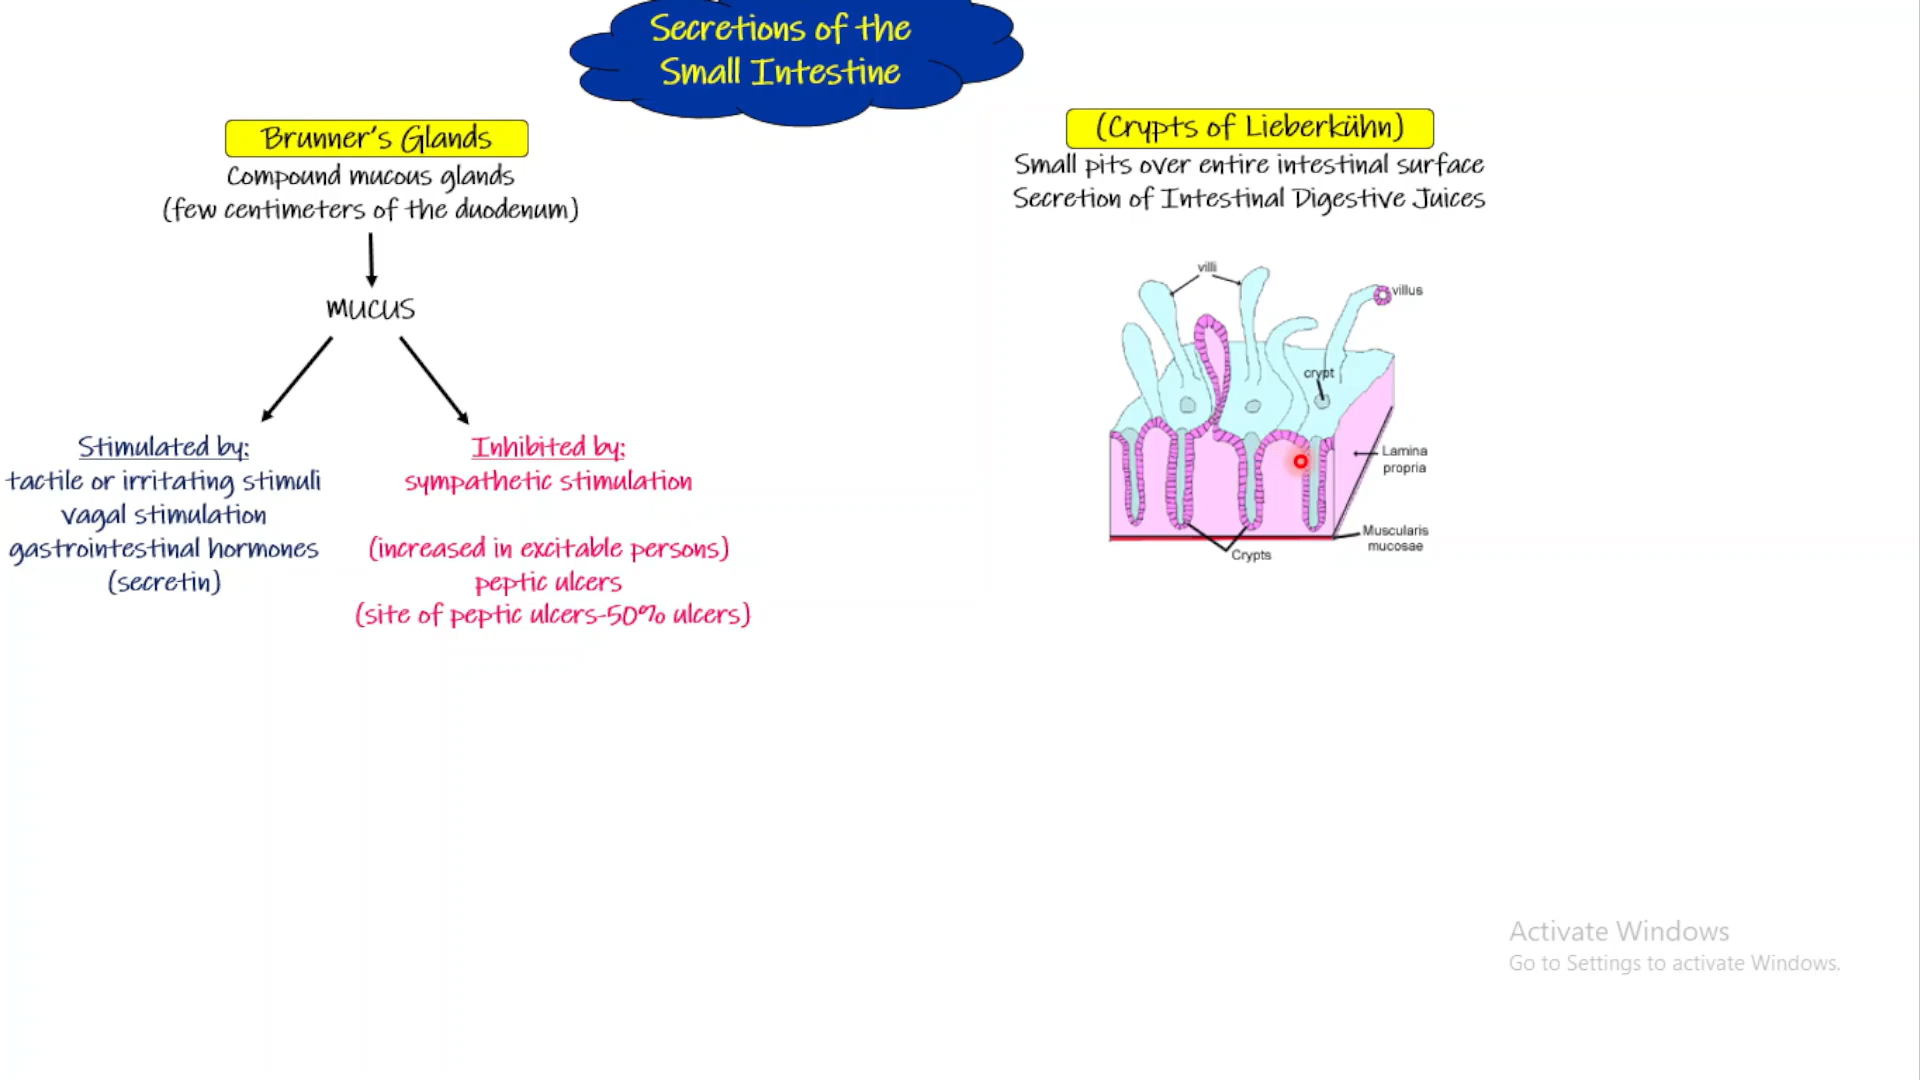 Secretions of the
Small Intestine
Brunner's Glands
Compound mucous glands
(few centimeters of the duodenum)
mucus
Stimulated by:
tactile or irritating stimuli
vagal stimulation
gastrointestinal hormones
(secretin)
Inhibited by:
sympathetic stimulation
(increased in excitable persons)
peptic ulcers
(site of peptic ulcers-50% ulcers)
(Crypts of Lieberkühn)
Small pits over entire intestinal surface
Secretion of Intestinal Digestive Juices
villi
villus
crypt
Lamina
propria
Muscularis
mucosae
Crypts
Activate Windows
Go to Settings to activate Windows.